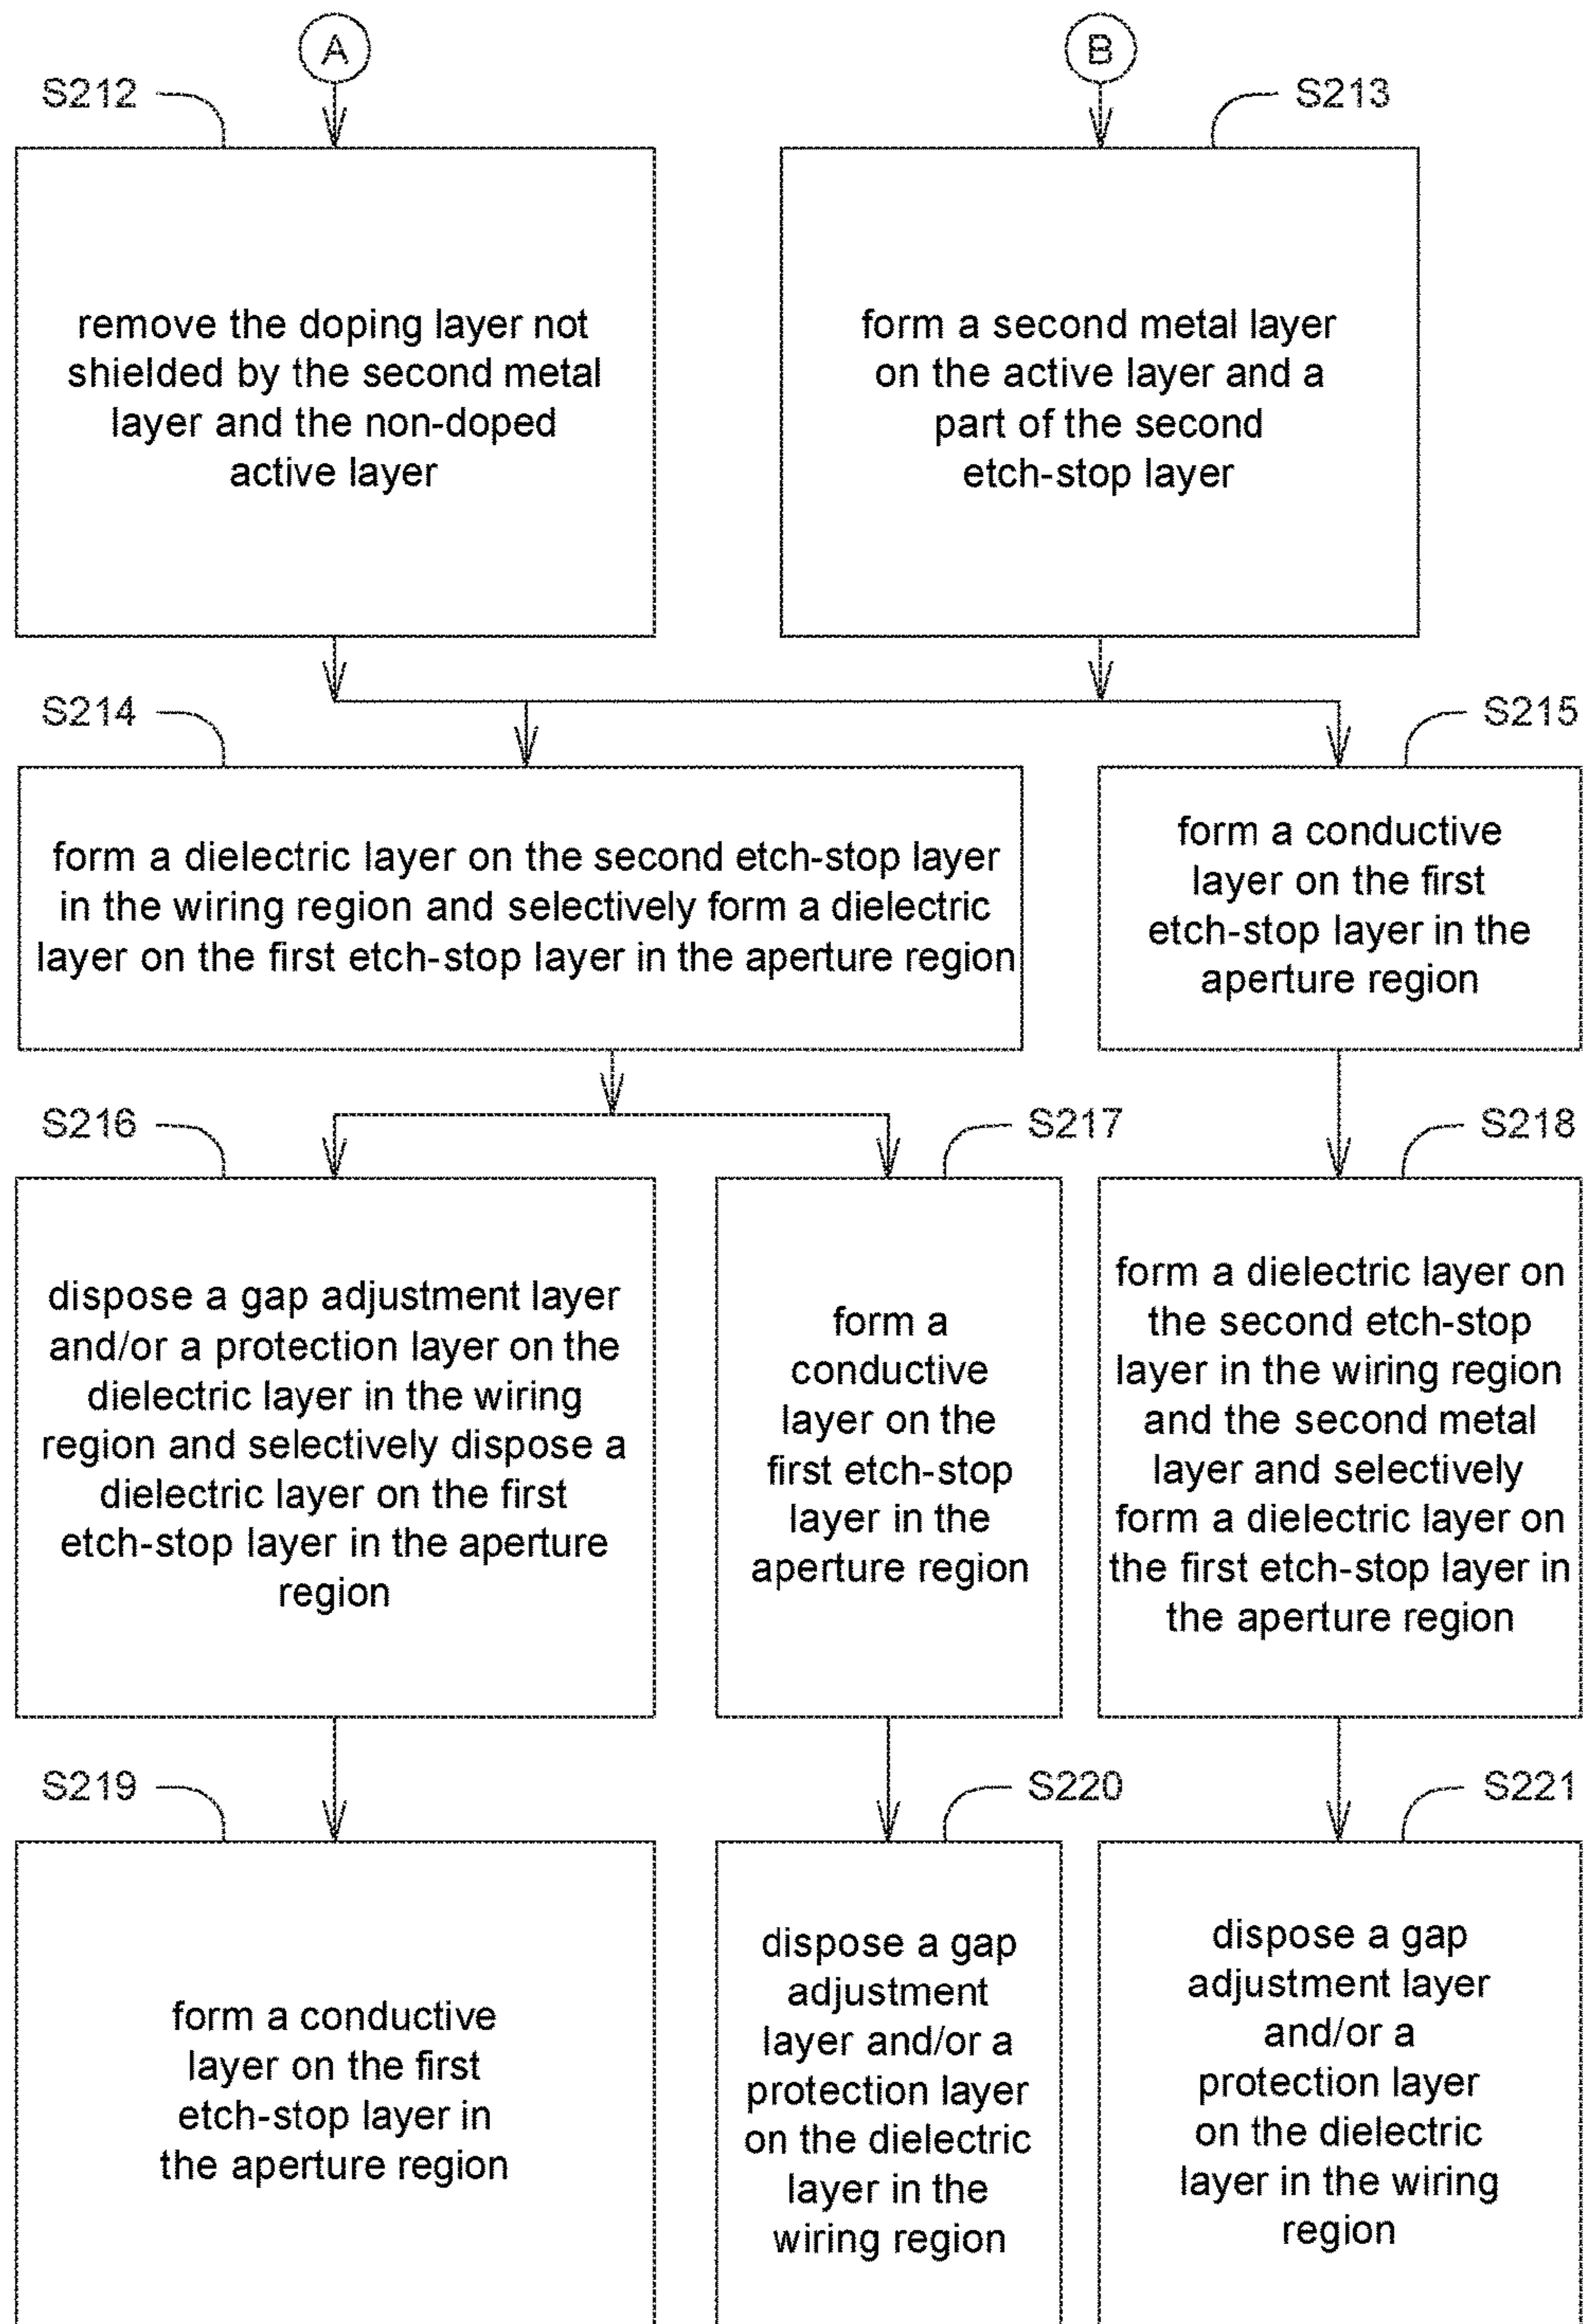 A
B
S212
S213
remove the doping layer not
shielded by the second metal
layer and the non-doped
active layer
form a second metal layer
on the active layer and a
part of the second
etch-stop layer
S214
S215
form a dielectric layer on the second etch-stop layer
in the wiring region and selectively form a dielectric
layer on the first etch-stop layer in the aperture region
form a conductive
layer on the first
etch-stop layer in the
aperture region
S216
S217
S218
dispose a gap adjustment layer
and/or a protection layer on the
dielectric layer in the wiring
region and selectively dispose a
dielectric layer on the first
etch-stop layer in the aperture
region
form a
conductive
layer on the
first etch-stop
layer in the
aperture region
form a dielectric layer on
the second etch-stop
layer in the wiring region
and the second metal
layer and selectively
form a dielectric layer on
the first etch-stop layer in
the aperture region
S219
S220
S221
form a conductive
layer on the first
etch-stop layer in
the aperture region
dispose a gap
adjustment
layer and/or a
protection layer
on the dielectric
layer in the
wiring region
dispose a gap
adjustment layer
and/or a
protection layer
on the dielectric
layer in the wiring
region